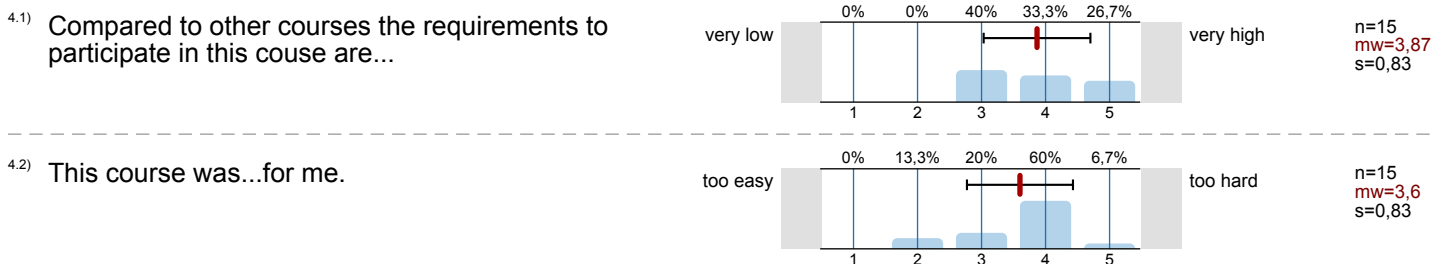 4.1) Compared to other courses the requirements to
participate in this couse are...
very low
0% 0% 40% 33,3% 26,7%
1 2 3 4 5
very high
n=15
mw=3,87
s=0,83
4.2) This course was...for me.
too easy
0% 13,3% 20% 60% 6,7%
1 2 3 4 5
too hard
n=15
mw=3,6
s=0,83